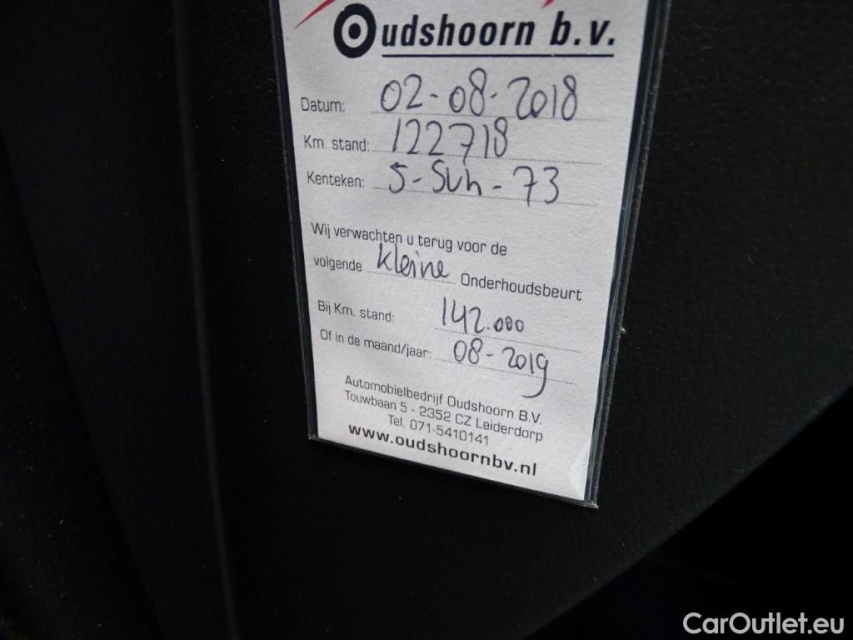 Oudshoorn b.v.
Datum: 02-08-2018
Km. stand: 122718
Kenteken: 5-SVH-73
Wij verwachten u terug voor de
volgende kleine Onderhoudsbeurt
Bij Km. stand: 142.000
Of in de maand/jaar: 08-2019
Automobielbedrijf Oudshoorn B.V.
Touwbaan 5 - 2352 CZ Leiderdorp
Tel. 071-5410141
www.oudshoornbv.nl
CarOutlet.eu